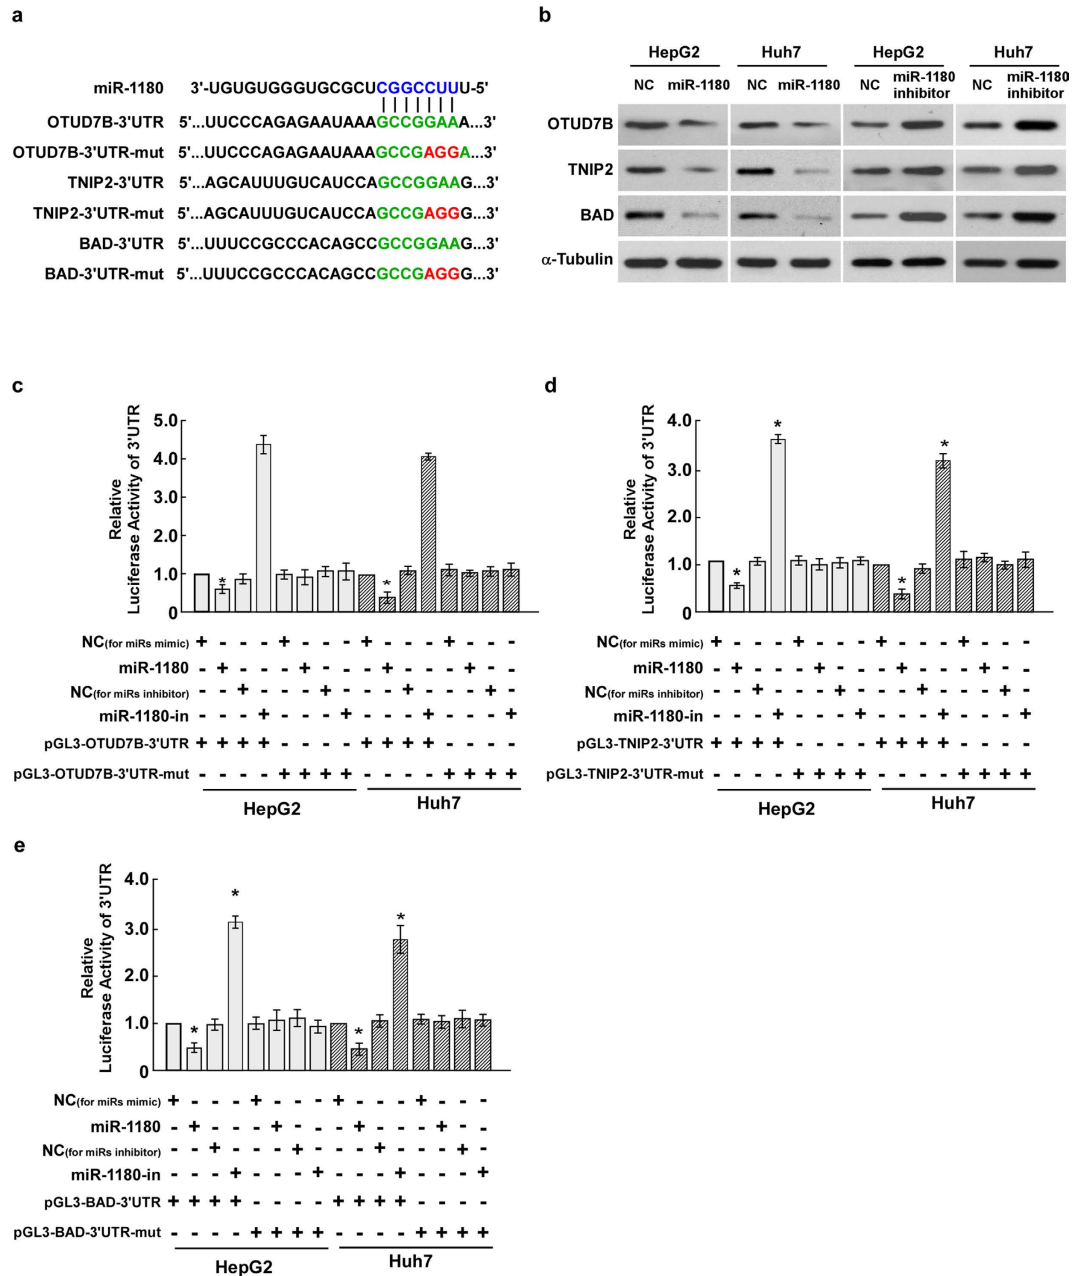 a
miR-1180 3'-UGUGUGGGUGCGCUCGGCCUUU-5'
OTUD7B-3'UTR 5'...UUCCCAGAGAAUAAAGCCGGAAA...3'
OTUD7B-3'UTR-mut 5'...UUCCCAGAGAAUAAAGCCGAGGA...3'
TNIP2-3'UTR 5'...AGCAUUUGUCAUCCAGCCGGAAG...3'
TNIP2-3'UTR-mut 5'...AGCAUUUGUCAUCCAGCCGAGGG...3'
BAD-3'UTR 5'...UUUCCGCCCACAGCCGCCGGAAG...3'
BAD-3'UTR-mut 5'...UUUCCGCCCACAGCCGCCGAGGG...3'
b
HepG2 Huh7 HepG2 Huh7
NC miR-1180 NC miR-1180 NC miR-1180 inhibitor NC miR-1180 inhibitor
OTUD7B
TNIP2
BAD
α-Tubulin
c
Relative
Luciferase Activity of 3'UTR
5.0
4.0
3.0
2.0
1.0
0
* *
NC(for miRs mimic) + - - - + - - - + - - - + - - -
miR-1180 - + - - - + - - - + - - - + - -
NC(for miRs inhibitor) - - + - - - + - - - + - - - + -
miR-1180-in - - - + - - - + - - - + - - - +
pGL3-OTUD7B-3'UTR + + + + - - - - + + + + - - - -
pGL3-OTUD7B-3'UTR-mut - - - - + + + + - - - - + + + +
HepG2 Huh7
d
Relative
Luciferase Activity of 3'UTR
4.0
3.0
2.0
1.0
0
* * * *
NC(for miRs mimic) + - - - + - - - + - - - + - - -
miR-1180 - + - - - + - - - + - - - + - -
NC(for miRs inhibitor) - - + - - - + - - - + - - - + -
miR-1180-in - - - + - - - + - - - + - - - +
pGL3-TNIP2-3'UTR + + + + - - - - + + + + - - - -
pGL3-TNIP2-3'UTR-mut - - - - + + + + - - - - + + + +
HepG2 Huh7
e
Relative
Luciferase Activity of 3'UTR
4.0
3.0
2.0
1.0
0
* * * *
NC(for miRs mimic) + - - - + - - - + - - - + - - -
miR-1180 - + - - - + - - - + - - - + - -
NC(for miRs inhibitor) - - + - - - + - - - + - - - + -
miR-1180-in - - - + - - - + - - - + - - - +
pGL3-BAD-3'UTR + + + + - - - - + + + + - - - -
pGL3-BAD-3'UTR-mut - - - - + + + + - - - - + + + +
HepG2 Huh7